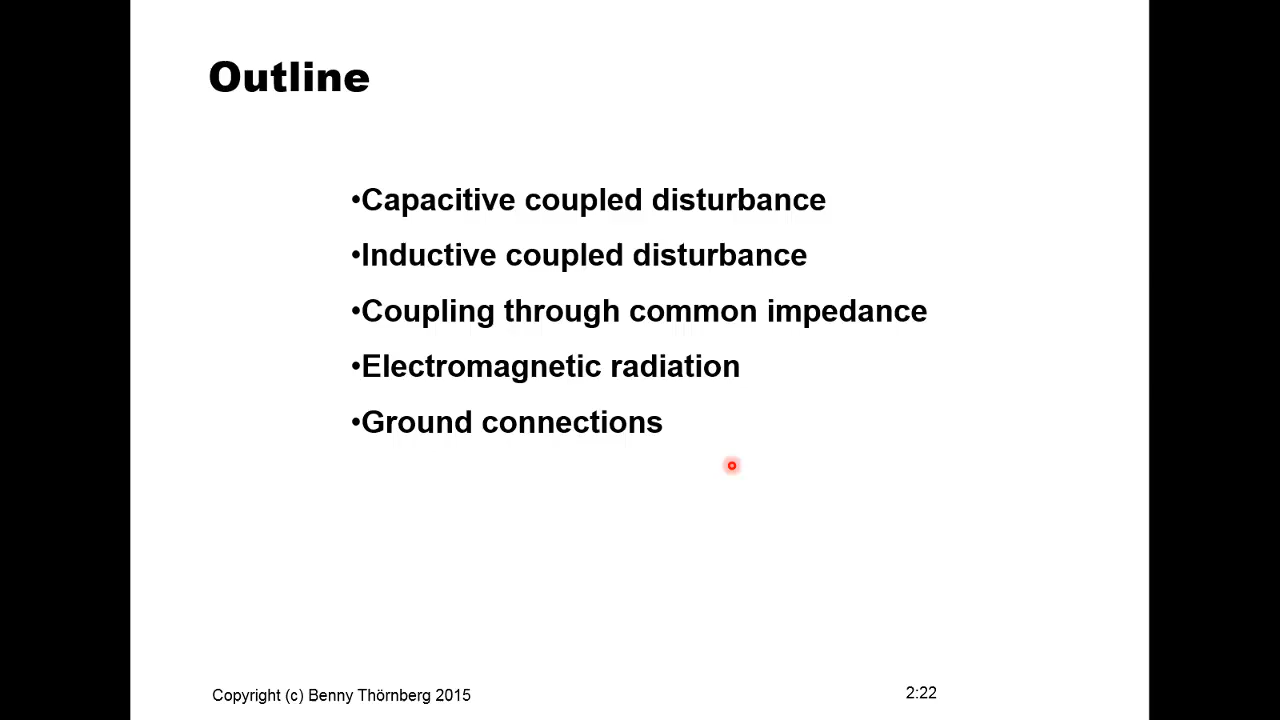 Outline
•Capacitive coupled disturbance
•Inductive coupled disturbance
•Coupling through common impedance
•Electromagnetic radiation
•Ground connections
Copyright (c) Benny Thörnberg 2015
2:22